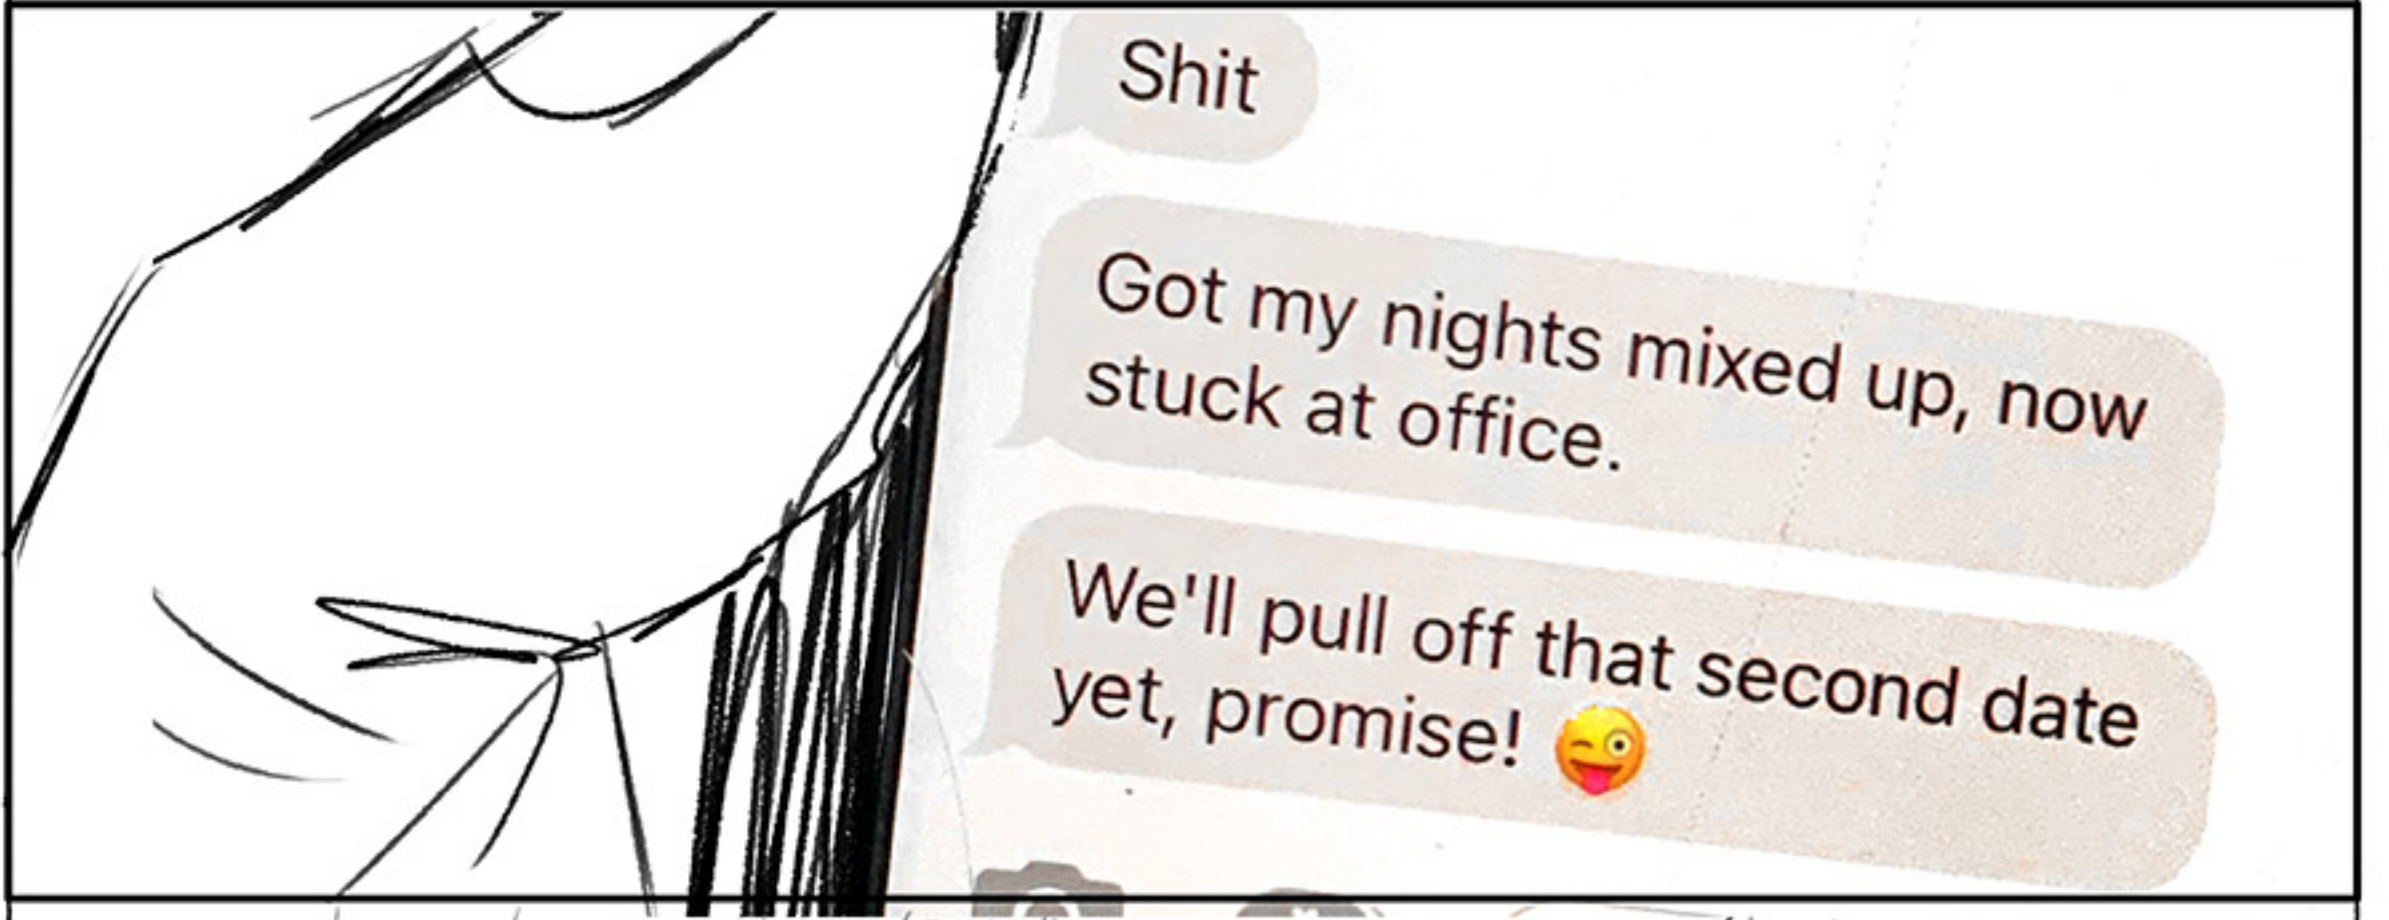 Shit
Got my nights mixed up, now
stuck at office.
We'll pull off that second date
yet, promise! 😜